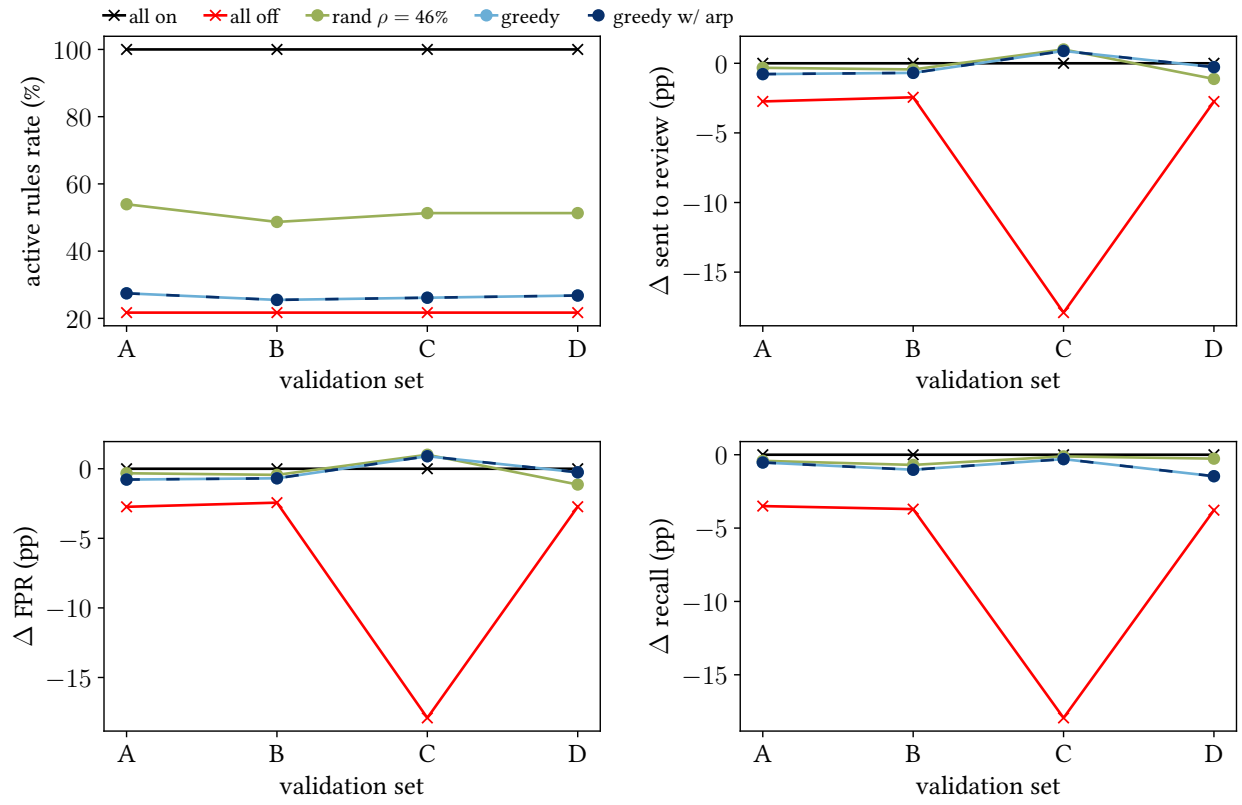 all on all off rand ρ = 46% greedy greedy w/ arp
100
80
60
40
20
active rules rate (%)
A B C D
validation set
0
−5
−10
−15
Δ sent to review (pp)
A B C D
validation set
0
−5
−10
−15
Δ FPR (pp)
A B C D
validation set
0
−5
−10
−15
Δ recall (pp)
A B C D
validation set